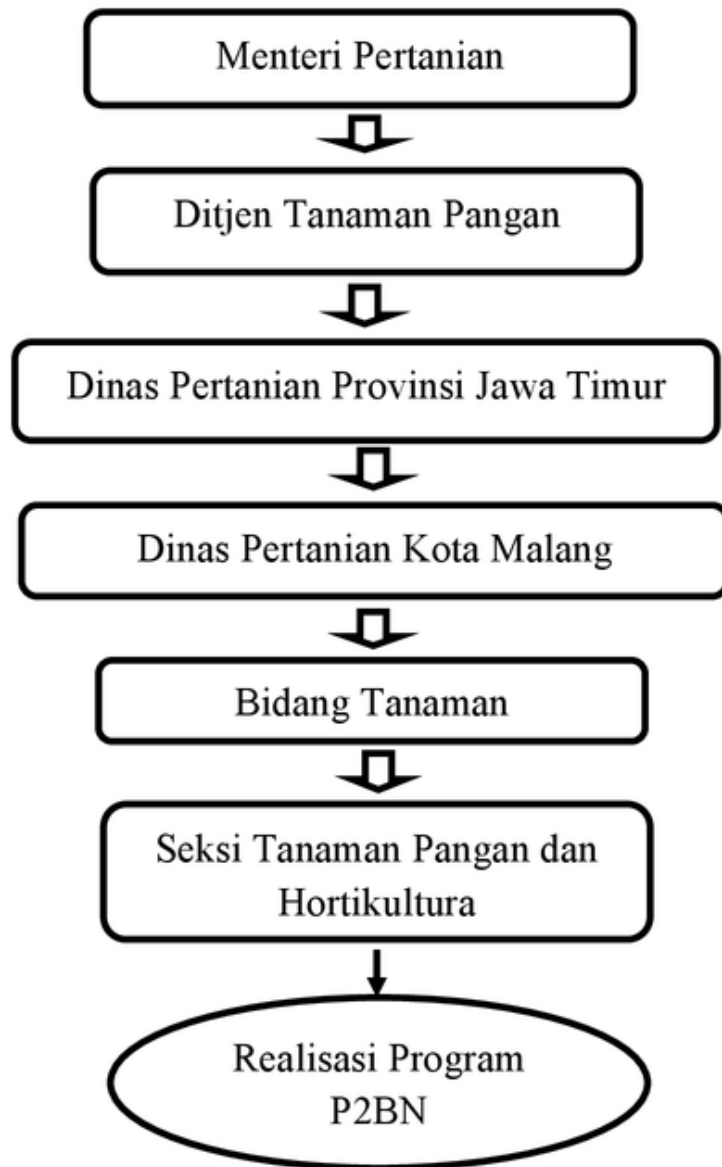 Menteri Pertanian
Ditjen Tanaman Pangan
Dinas Pertanian Provinsi Jawa Timur
Dinas Pertanian Kota Malang
Bidang Tanaman
Seksi Tanaman Pangan dan
Hortikultura
Realisasi Program
P2BN